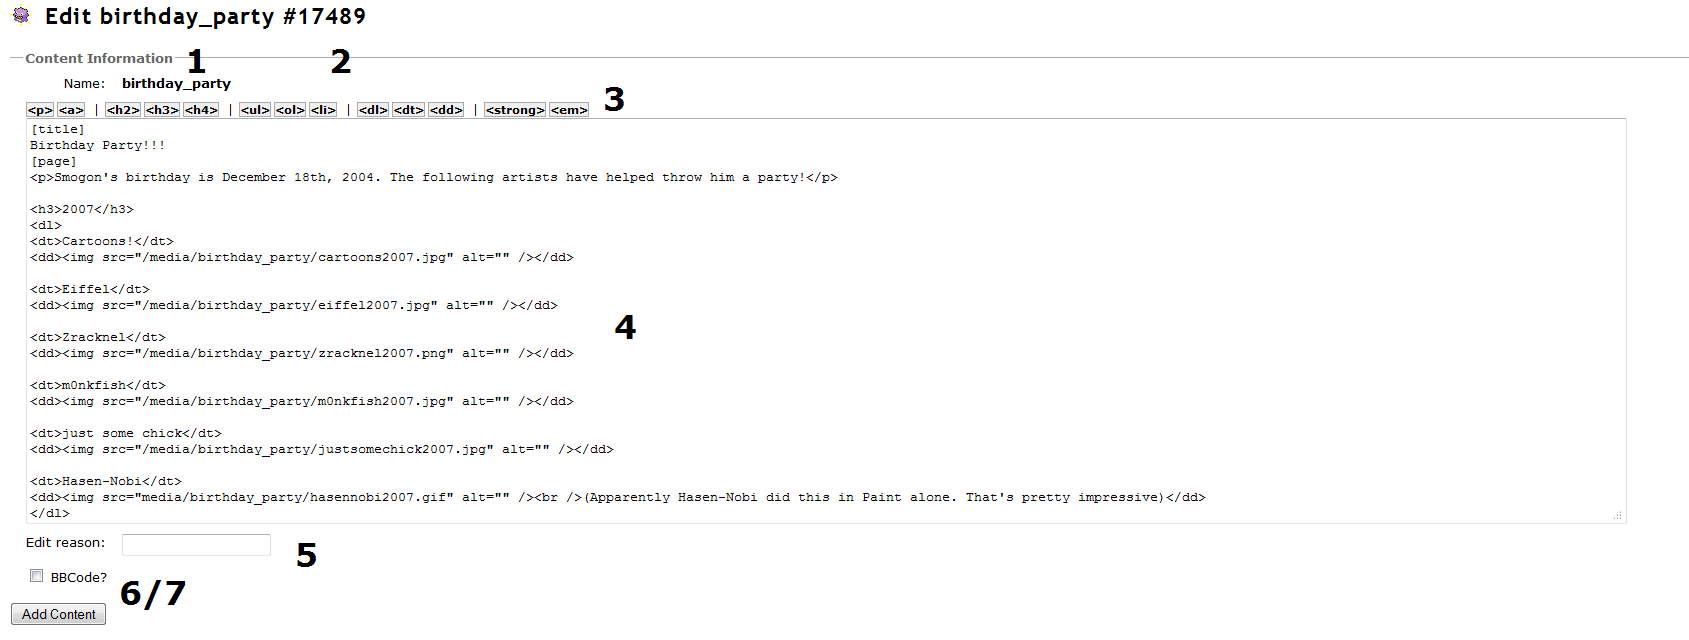 Edit birthday_party #17489
Content Information 1 2
Name: birthday_party
<p> <a> | <h2> <h3> <h4> | <ul> <ol> <li> | <dl> <dt> <dd> | <strong> <em> 3
[title]
Birthday Party!!!
[page]
<p>Smogon's birthday is December 18th, 2004. The following artists have helped throw him a party!</p>
<h3>2007</h3>
<dl>
<dt>Cartoons!</dt>
<dd><img src="/media/birthday_party/cartoons2007.jpg" alt="" /></dd>
<dt>Eiffel</dt>
<dd><img src="/media/birthday_party/eiffel2007.jpg" alt="" /></dd>
4
<dt>Zracknel</dt>
<dd><img src="/media/birthday_party/zracknel2007.png" alt="" /></dd>
<dt>m0nkfish</dt>
<dd><img src="/media/birthday_party/m0nkfish2007.jpg" alt="" /></dd>
<dt>just some chick</dt>
<dd><img src="/media/birthday_party/justsomechick2007.jpg" alt="" /></dd>
<dt>Hasen-Nobi</dt>
<dd><img src="media/birthday_party/hasennobi2007.gif" alt="" /><br />(Apparently Hasen-Nobi did this in Paint alone. That's pretty impressive)</dd>
</dl>
Edit reason: 5
BBCode? 6/7
Add Content